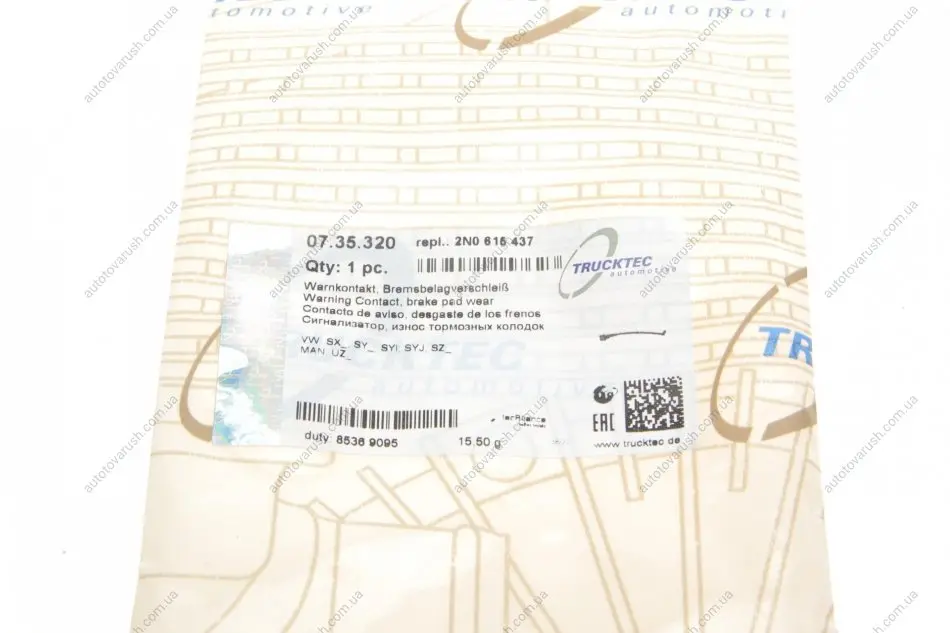 automotive
07.35.320 repl.. 2N0 615 437
Qty: 1 pc.
TRUCKTEC
automotive
Warnkontakt, Bremsbelagverschleiß
Warning Contact, brake pad wear
Contacto de aviso, desgaste de los frenos
Сигнализатор, износ тормозных колодок
VW SX_ SY_ SYI SYJ SZ_
MAN UZ_
EAC
duty: 8536 9095 15.50 g
www.trucktec.de
TR
autotovarush.com.ua